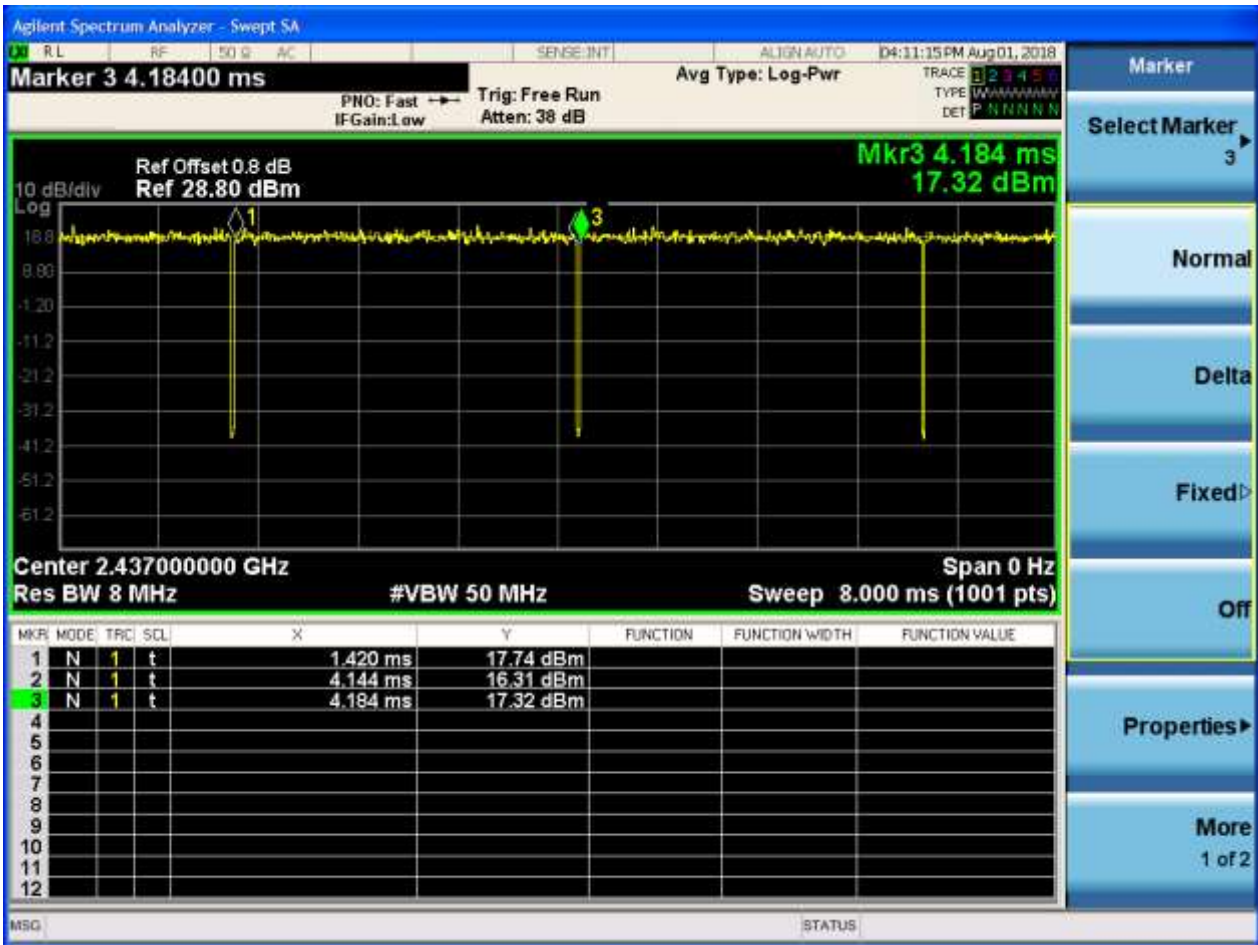 Agilent Spectrum Analyzer - Swept SA
RL RF 50 Ω AC SENSE:INT ALIGN AUTO 04:11:15 PM Aug 01, 2018
Marker 3 4.18400 ms
PNO: Fast
IFGain:Low
Trig: Free Run
Atten: 38 dB
Avg Type: Log-Pwr
TRACE 1 2 3 4 5 6
TYPE
DET P N N N N N
Marker
Select Marker
3
Normal
Delta
Fixed
Off
Properties
More
1 of 2
Ref Offset 0.8 dB
10 dB/div Ref 28.80 dBm
Log
Mkr3 4.184 ms
17.32 dBm
1
3
18.8
8.80
-1.20
-11.2
-21.2
-31.2
-41.2
-51.2
-61.2
Center 2.437000000 GHz Span 0 Hz
Res BW 8 MHz #VBW 50 MHz Sweep 8.000 ms (1001 pts)
MKR MODE TRC SCL X Y FUNCTION FUNCTION WIDTH FUNCTION VALUE
1 N 1 t 1.420 ms 17.74 dBm
2 N 1 t 4.144 ms 16.31 dBm
3 N 1 t 4.184 ms 17.32 dBm
4
5
6
7
8
9
10
11
12
MSG STATUS